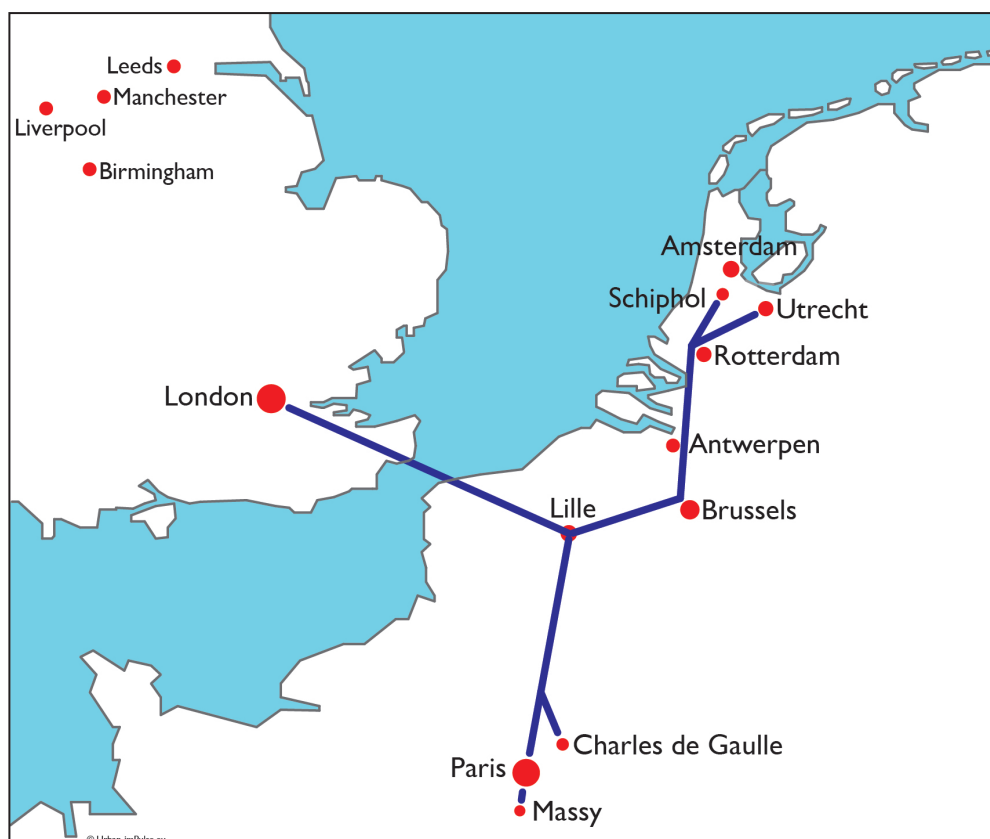 Leeds
Manchester
Liverpool
Birmingham
Amsterdam
Schiphol
Utrecht
Rotterdam
London
Antwerpen
Lille
Brussels
Charles de Gaulle
Paris
Massy